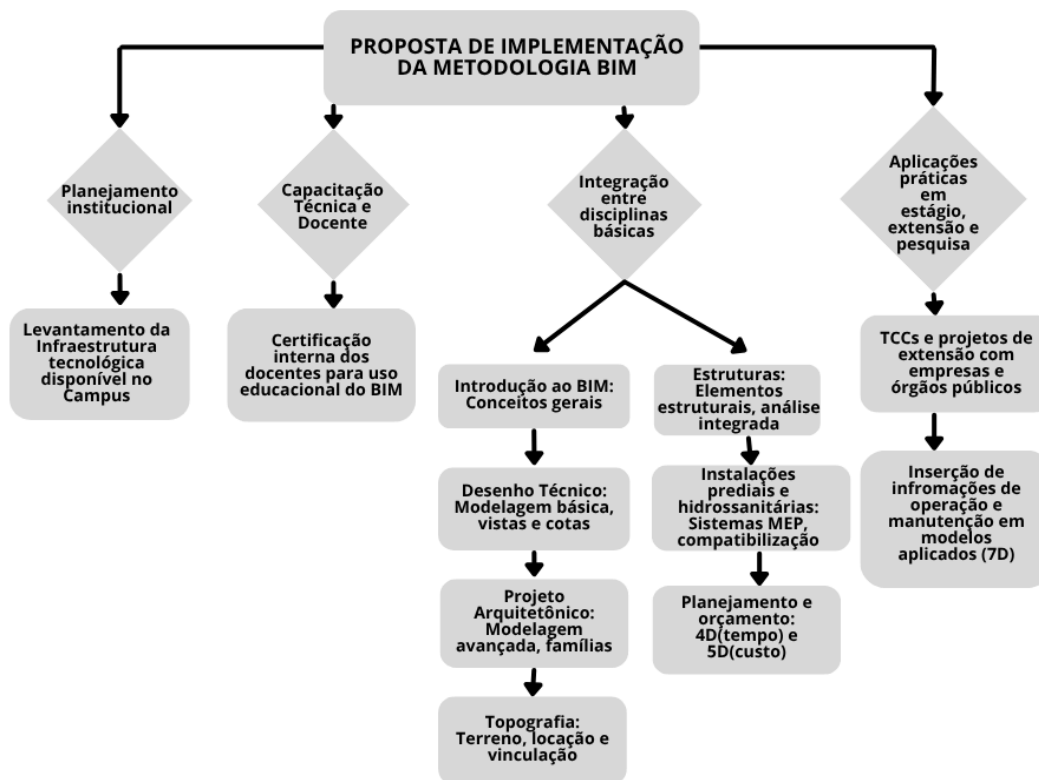 PROPOSTA DE IMPLEMENTAÇÃO
DA METODOLOGIA BIM
Planejamento
institucional
Levantamento da
Infraestrutura
tecnológica
disponível no
Campus
Capacitação
Técnica e
Docente
Certificação
interna dos
docentes para uso
educacional do BIM
Integração
entre
disciplinas
básicas
Introdução ao BIM:
Conceitos gerais
Desenho Técnico:
Modelagem básica,
vistas e cotas
Projeto
Arquitetônico:
Modelagem
avançada, famílias
Topografia:
Terreno, locação e
vinculação
Estruturas:
Elementos
estruturais, análise
integrada
Instalações
prediais e
hidrossanitárias:
Sistemas MEP,
compatibilização
Planejamento e
orçamento:
4D(tempo) e
5D(custo)
Aplicações
práticas
em
estágio,
extensão e
pesquisa
TCCs e projetos de
extensão com
empresas e
órgãos públicos
Inserção de
infromações de
operação e
manutenção em
modelos
aplicados (7D)